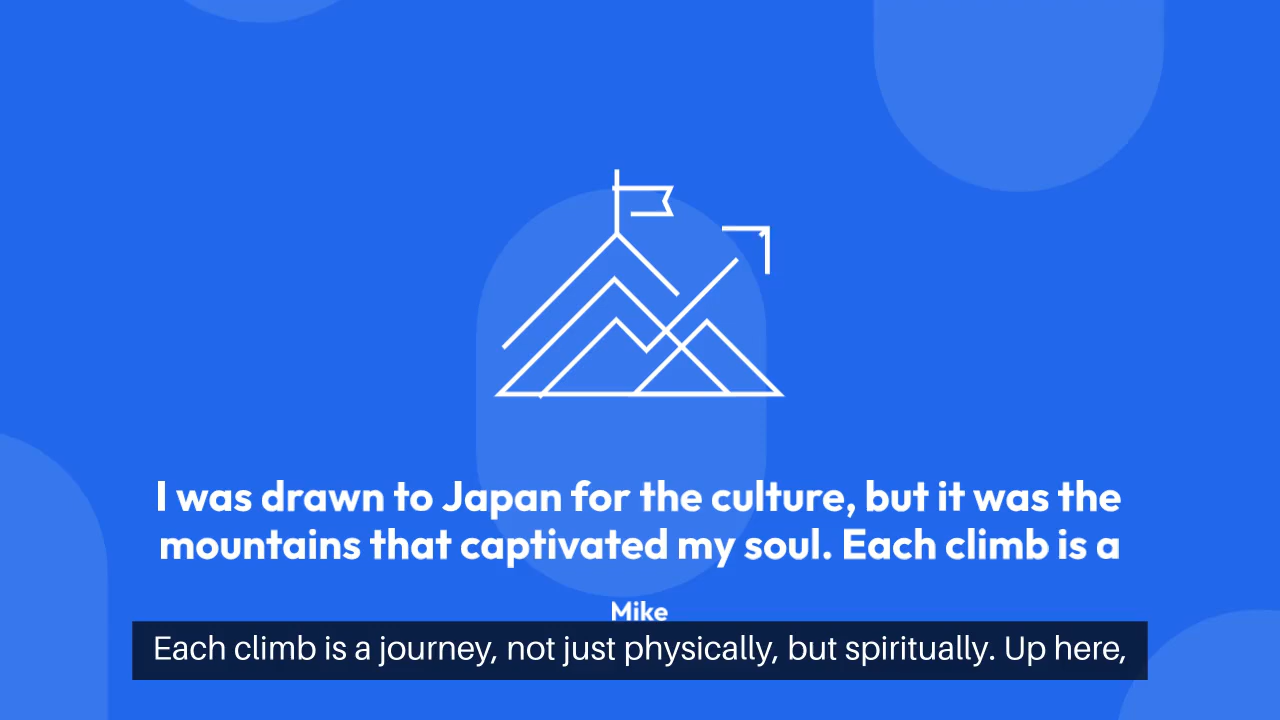 I was drawn to Japan for the culture, but it was the
mountains that captivated my soul. Each climb is a
Mike
Each climb is a journey, not just physically, but spiritually. Up here,